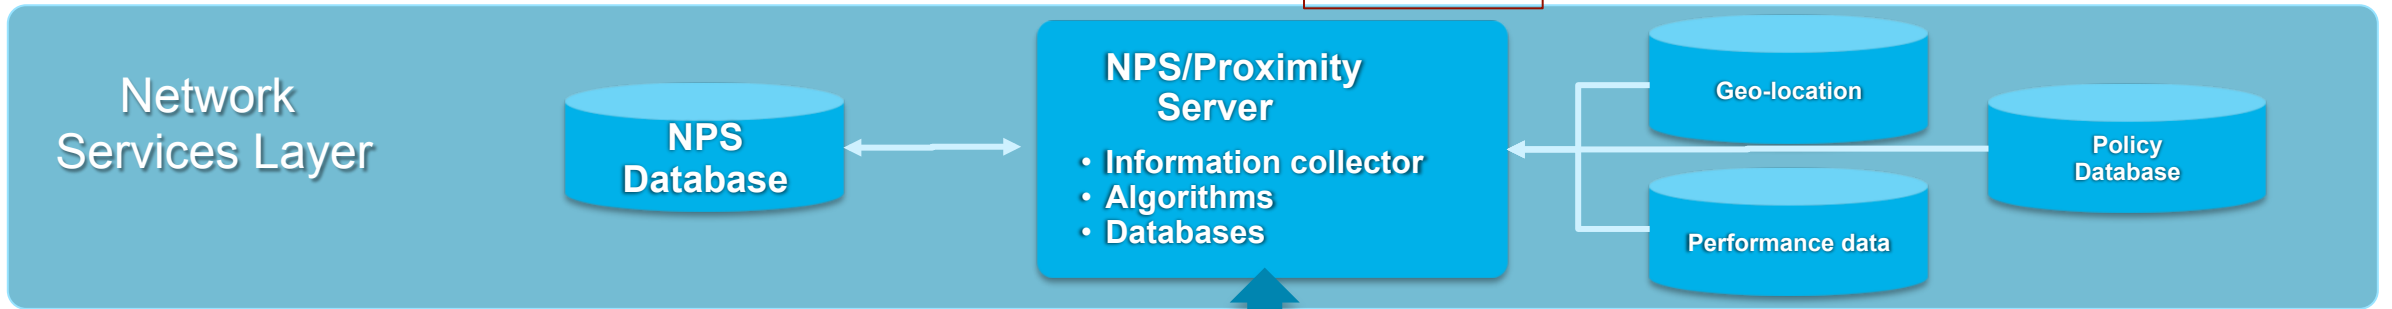 Network
Services Layer
NPS
Database
NPS/Proximity
Server
• Information collector
• Algorithms
• Databases
Geo-location
Performance data
Policy
Database